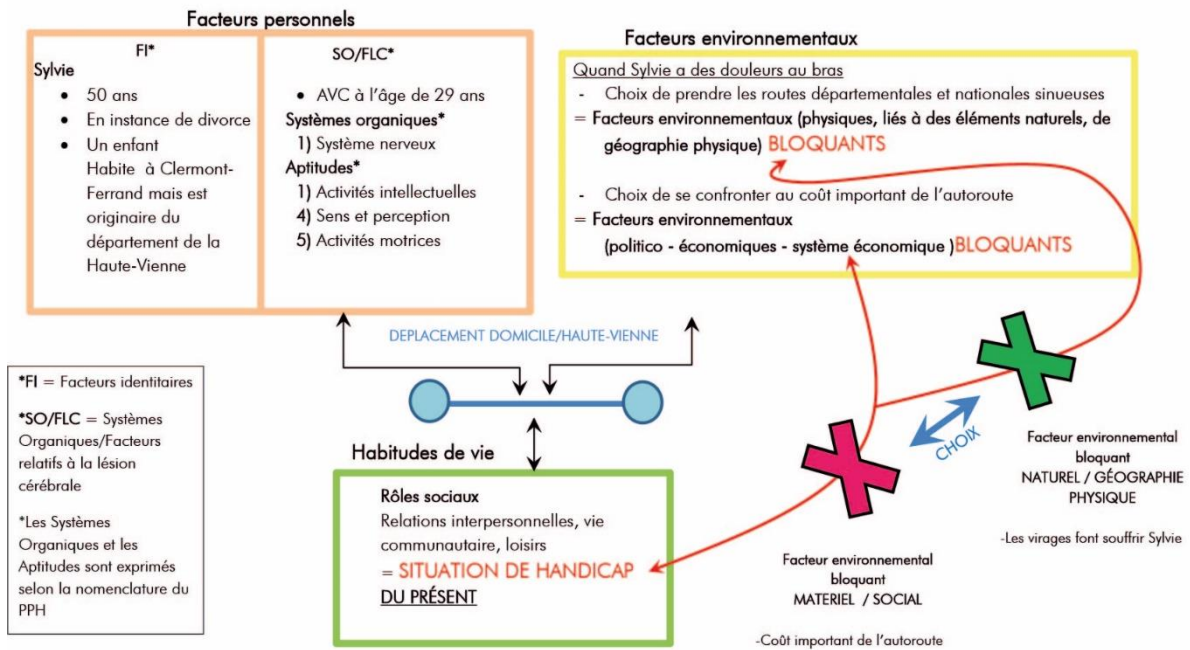 Facteurs personnels
FI*
Sylvie
• 50 ans
• En instance de divorce
• Un enfant
Habite à Clermont-
Ferrand mais est
originaire du
département de la
Haute-Vienne
SO/FLC*
• AVC à l'âge de 29 ans
Systèmes organiques*
1) Système nerveux
Aptitudes*
1) Activités intellectuelles
4) Sens et perception
5) Activités motrices
Facteurs environnementaux
Quand Sylvie a des douleurs au bras
- Choix de prendre les routes départementales et nationales sinueuses
= Facteurs environnementaux (physiques, liés à des éléments naturels, de
géographie physique) BLOQUANTS
- Choix de se confronter au coût important de l'autoroute
= Facteurs environnementaux
(politico - économiques - système économique )BLOQUANTS
DEPLACEMENT DOMICILE/HAUTE-VIENNE
*FI = Facteurs identitaires
*SO/FLC = Systèmes
Organiques/Facteurs
relatifs à la lésion
cérébrale
*Les Systèmes
Organiques et les
Aptitudes sont exprimés
selon la nomenclature du
PPH
Habitudes de vie
Rôles sociaux
Relations interpersonnelles, vie
communautaire, loisirs
= SITUATION DE HANDICAP
DU PRÉSENT
CHOIX
Facteur environnemental
bloquant
MATERIEL / SOCIAL
-Coût important de l'autoroute
Facteur environnemental
bloquant
NATUREL / GÉOGRAPHIE
PHYSIQUE
-Les virages font souffrir Sylvie